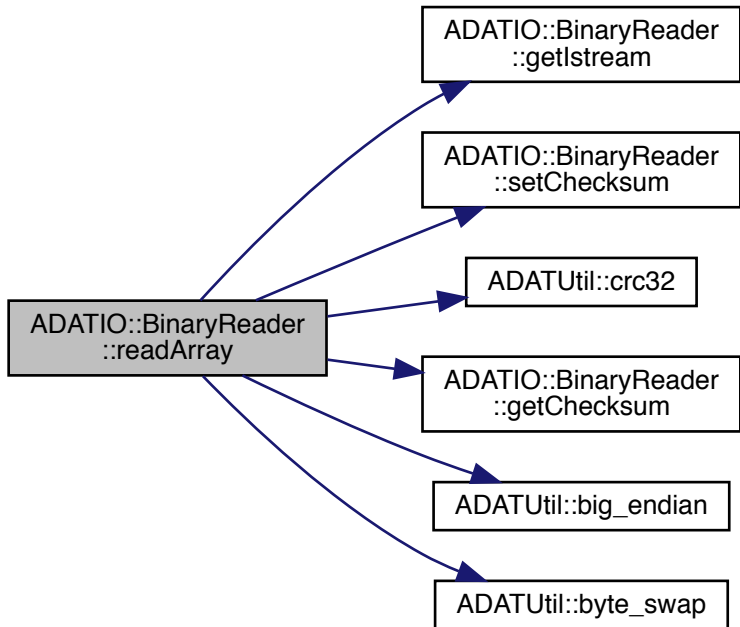 ADATIO::BinaryReader
::getIstream
ADATIO::BinaryReader
::setChecksum
ADATUtil::crc32
ADATIO::BinaryReader
::readArray
ADATIO::BinaryReader
::getChecksum
ADATUtil::big_endian
ADATUtil::byte_swap